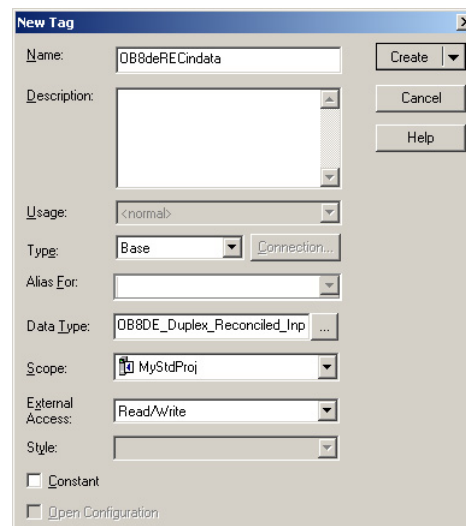 New Tag
Name: OB8deRECindata Create
Description: Cancel
Help
Usage: <normal>
Type: Base Connection...
Alias For:
Data Type: OB8DE_Duplex_Reconciled_Inp ...
Scope: MyStdProj
External Access: Read/Write
Style:
Constant
Open Configuration